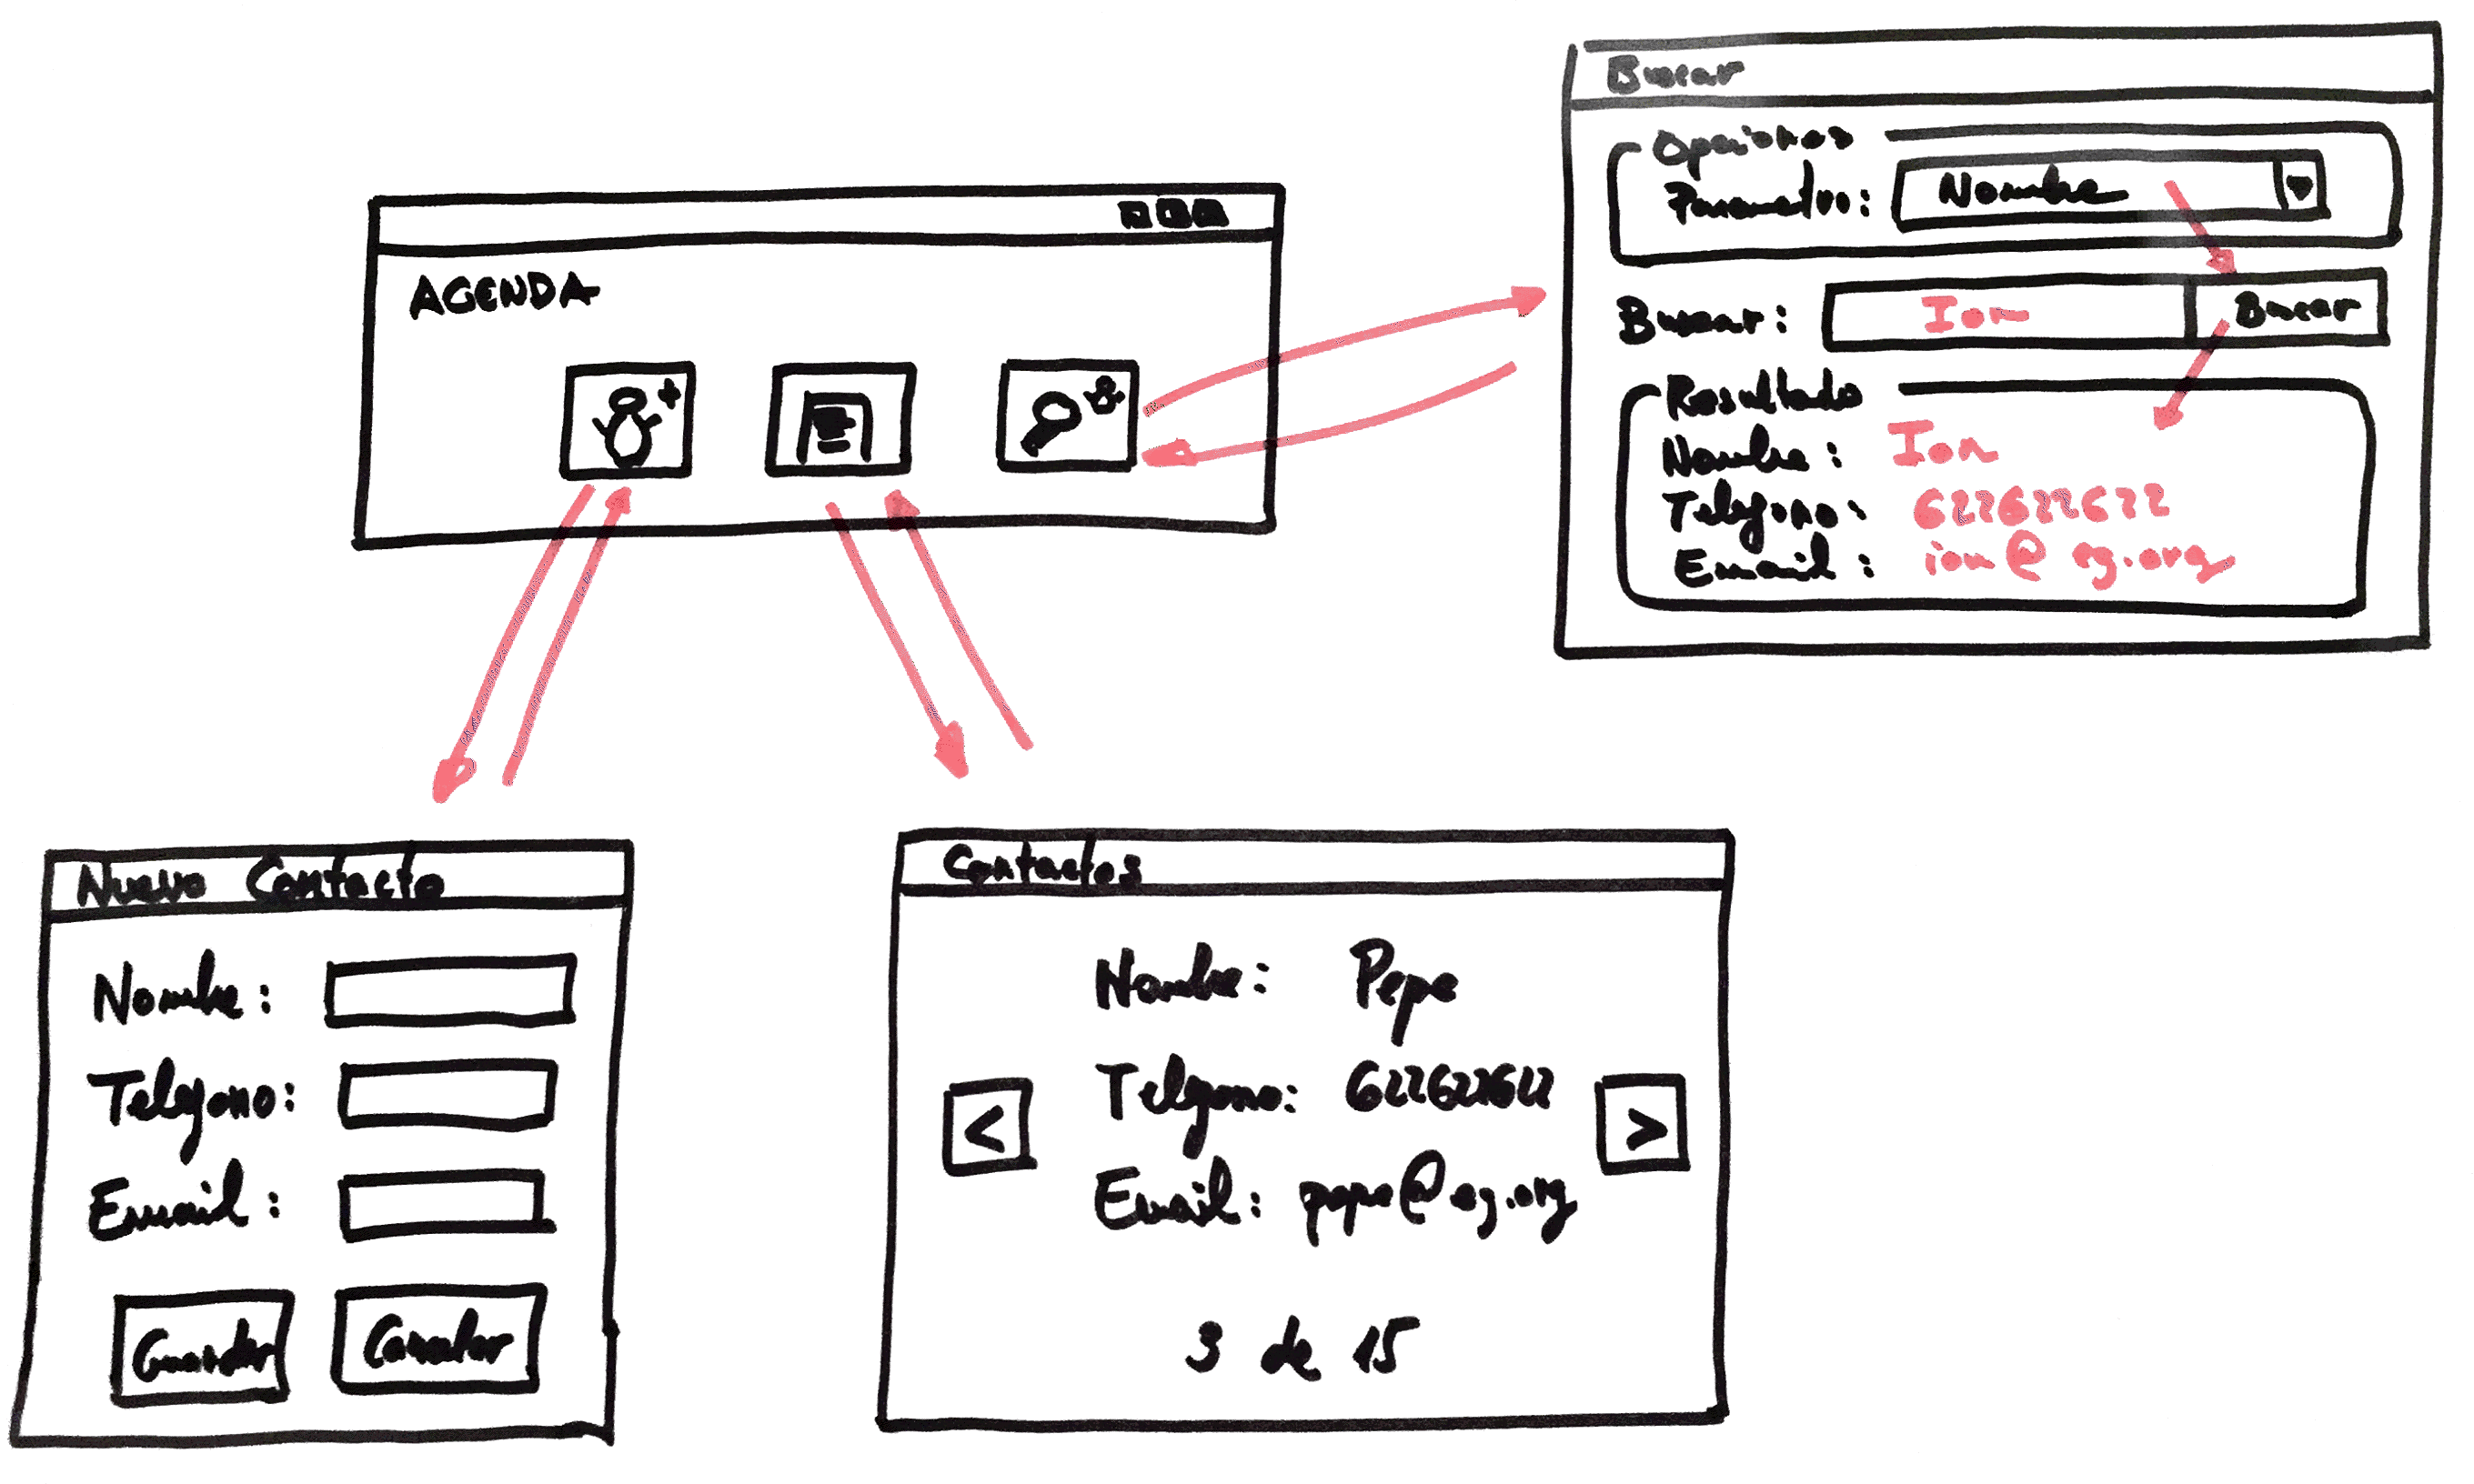 AGENDA
Buscar
Opciones
Parametro: Nombre
Buscar: Ion Buscar
Resultado
Nombre: Ion
Telefono: 622622622
Email: ion@eg.org
Nuevo Contacto
Nombre:
Telefono:
Email:
Guardar Cancelar
Contactos
Nombre: Pepe
< Telefono: 622622622 >
Email: pepe@eg.org
3 de 15